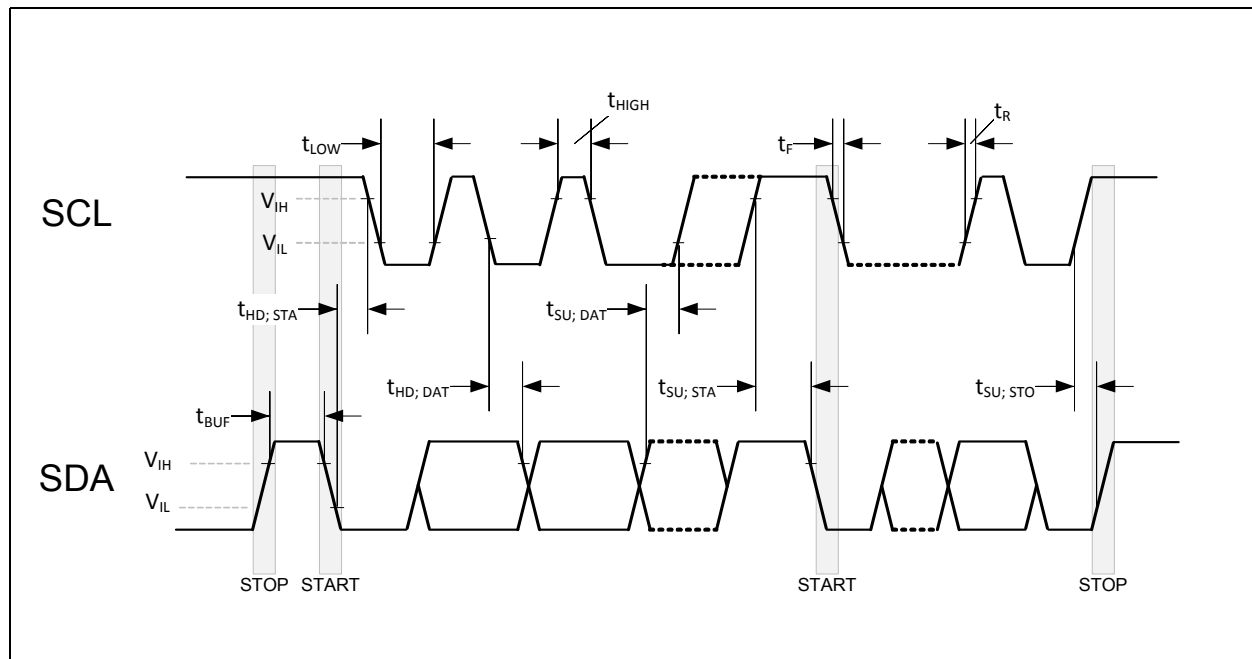 tHIGH
tR
tLOW
tF
SCL
VIH
VIL
tHD; STA
tSU; DAT
tHD; DAT
tSU; STA
tSU; STO
tBUF
VIH
SDA
VIL
STOP START START STOP